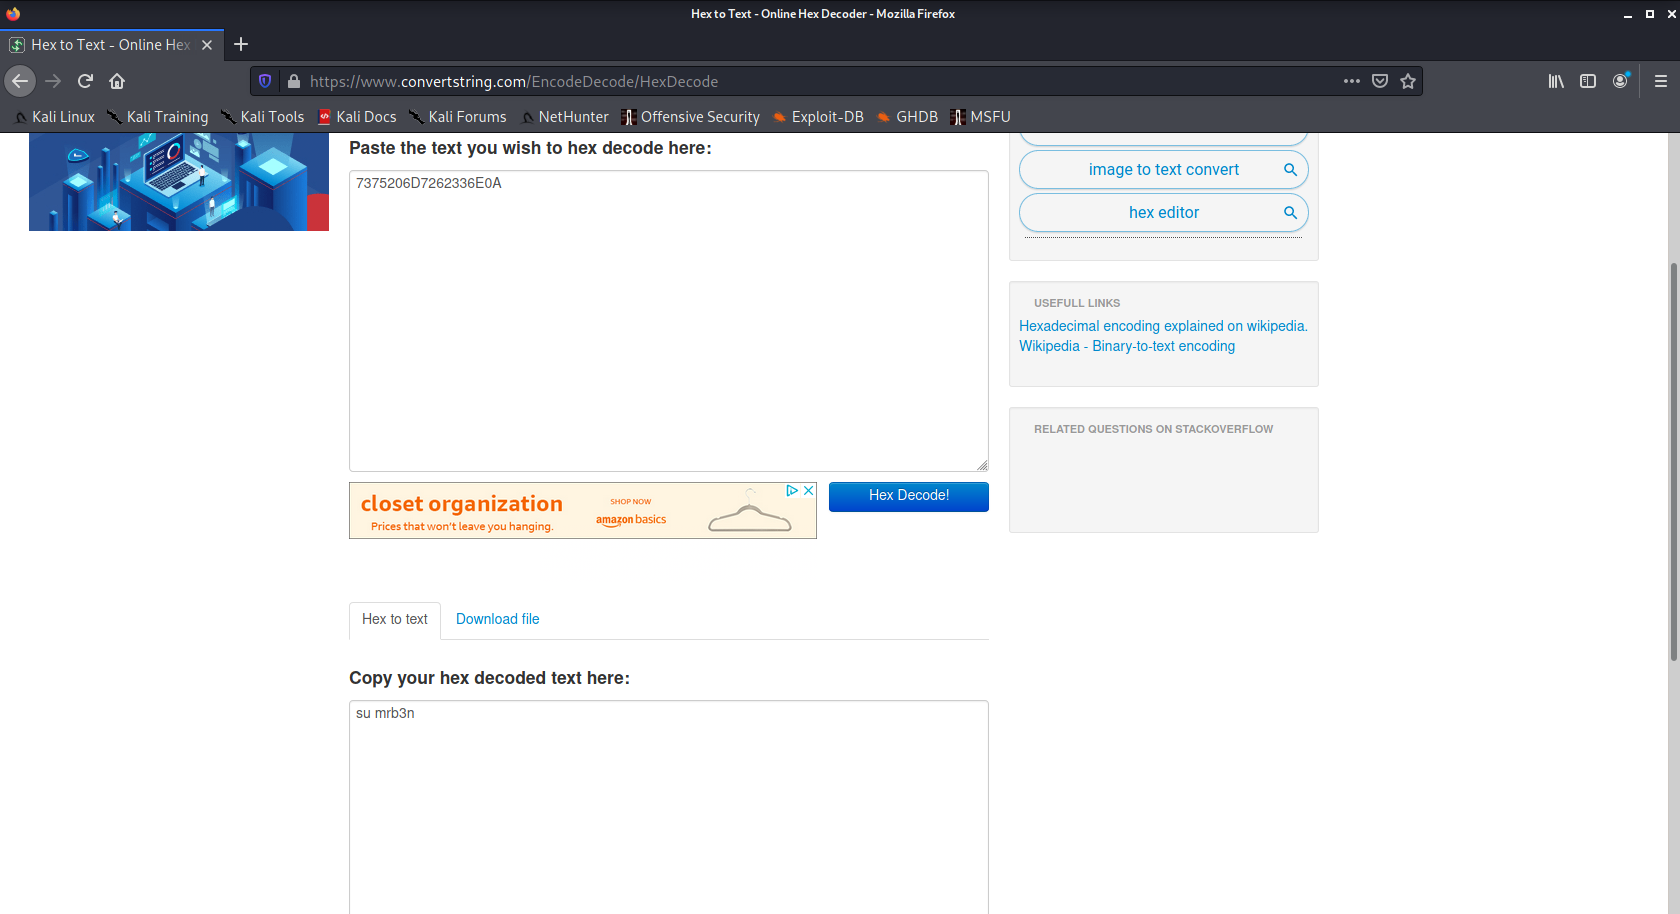 Hex to Text - Online Hex Decoder - Mozilla Firefox
Hex to Text - Online Hex
https://www.convertstring.com/EncodeDecode/HexDecode
Kali Linux Kali Training Kali Tools Kali Docs Kali Forums NetHunter Offensive Security Exploit-DB GHDB MSFU
Paste the text you wish to hex decode here:
7375206D7262336E0A
image to text convert
hex editor
USEFULL LINKS
Hexadecimal encoding explained on wikipedia.
Wikipedia - Binary-to-text encoding
RELATED QUESTIONS ON STACKOVERFLOW
closet organization
Prices that won't leave you hanging.
SHOP NOW
amazon basics
Hex Decode!
Hex to text Download file
Copy your hex decoded text here:
su mrb3n